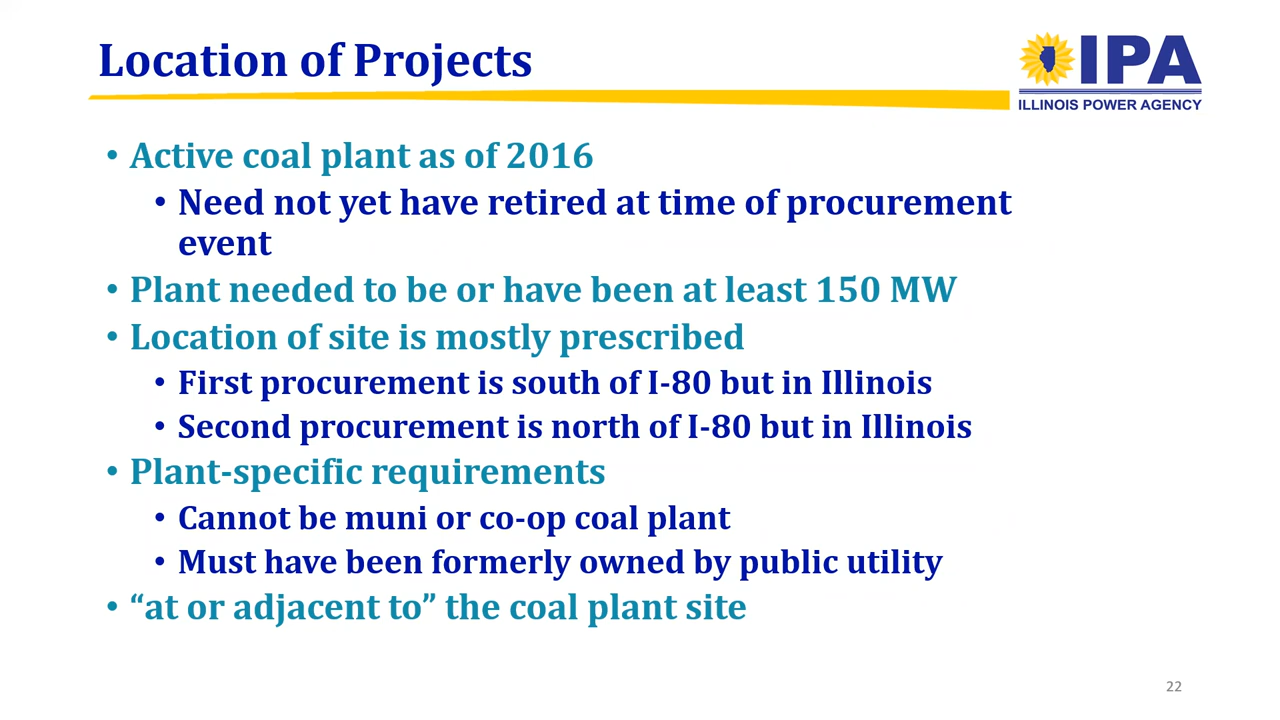 Location of Projects
IPA
ILLINOIS POWER AGENCY
• Active coal plant as of 2016
• Need not yet have retired at time of procurement
event
• Plant needed to be or have been at least 150 MW
• Location of site is mostly prescribed
• First procurement is south of I-80 but in Illinois
• Second procurement is north of I-80 but in Illinois
• Plant-specific requirements
• Cannot be muni or co-op coal plant
• Must have been formerly owned by public utility
• “at or adjacent to” the coal plant site
22